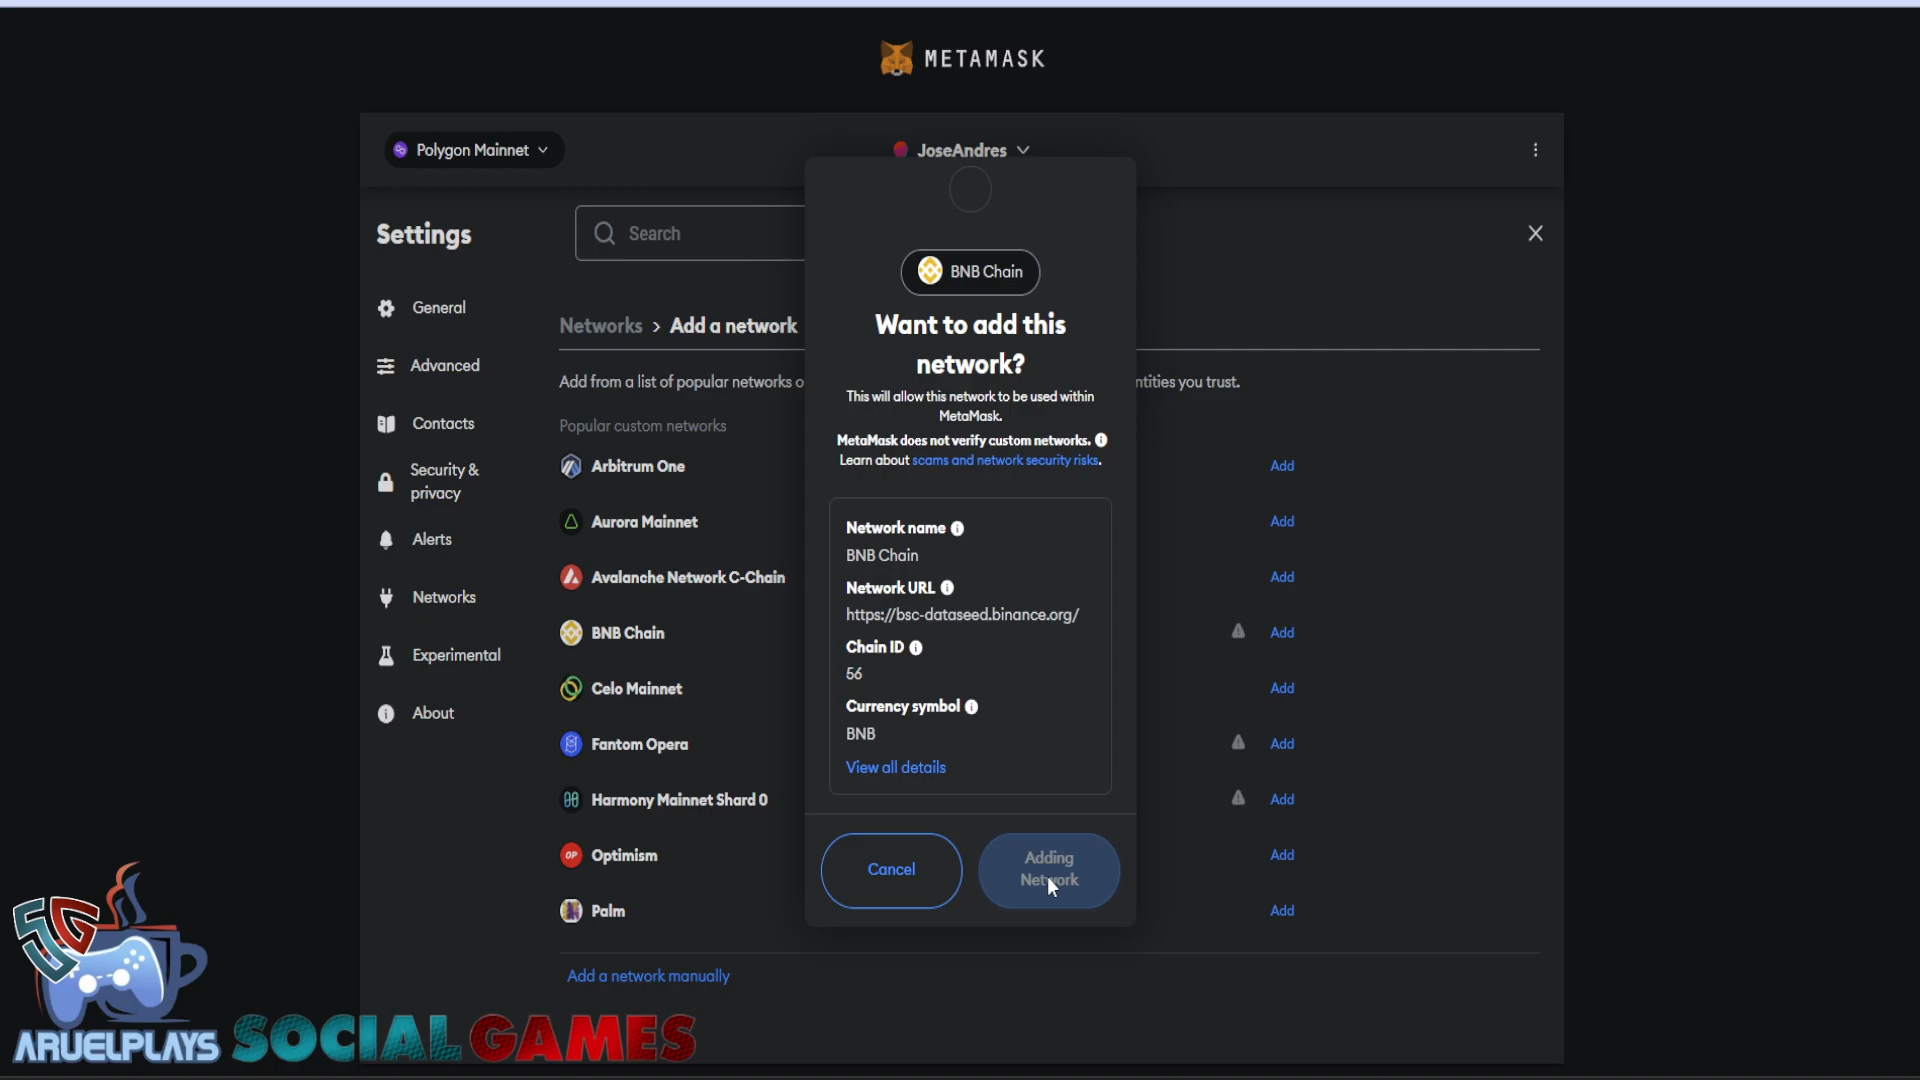 METAMASK
Polygon Mainnet
JoseAndres
Settings
Search
General
Advanced
Contacts
Security &
privacy
Alerts
Networks
Experimental
About
Networks > Add a network
Add from a list of popular networks o
ntities you trust.
Popular custom networks
Arbitrum One
Add
Aurora Mainnet
Add
Avalanche Network C-Chain
Add
BNB Chain
Add
Celo Mainnet
Add
Fantom Opera
Add
Harmony Mainnet Shard 0
Add
OP
Optimism
Add
Palm
Add
Add a network manually
BNB Chain
Want to add this
network?
This will allow this network to be used within
MetaMask.
MetaMask does not verify custom networks.
Learn about scams and network security risks.
Network name
BNB Chain
Network URL
https://bsc-dataseed.binance.org/
Chain ID
56
Currency symbol
BNB
View all details
Cancel
Adding
Network
SG
ARUELPLAYS
SOCIAL GAMES